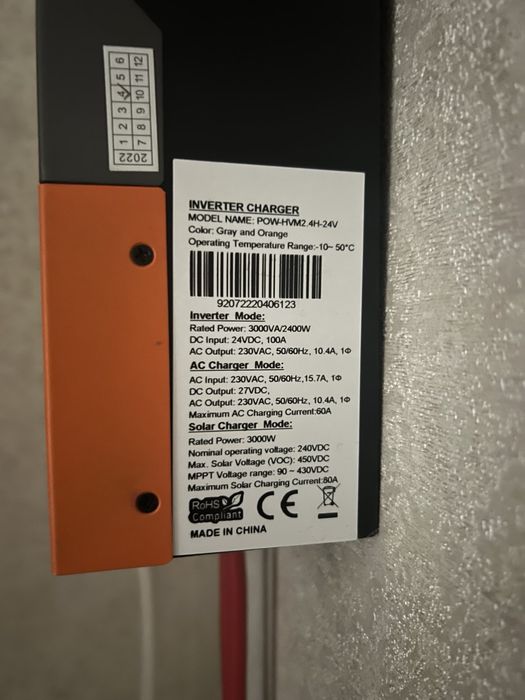 1 2 3 4 5 6
7 8 9 10 11 12
2022
INVERTER CHARGER
MODEL NAME: POW-HVM2.4H-24V
Color: Gray and Orange
Operating Temperature Range:-10~ 50°C
92072220406123
Inverter Mode:
Rated Power: 3000VA/2400W
DC Input: 24VDC, 100A
AC Output: 230VAC, 50/60Hz, 10.4A, 1Φ
AC Charger Mode:
AC Input: 230VAC, 50/60Hz,15.7A, 1Φ
DC Output: 27VDC,
AC Output: 230VAC, 50/60Hz, 10.4A, 1Φ
Maximum AC Charging Current:60A
Solar Charger Mode:
Rated Power: 3000W
Nominal operating voltage: 240VDC
Max. Solar Voltage (VOC): 450VDC
MPPT Voltage range: 90 ~ 430VDC
Maximum Solar Charging Current:80A
RoHS
Compliant
CE
MADE IN CHINA